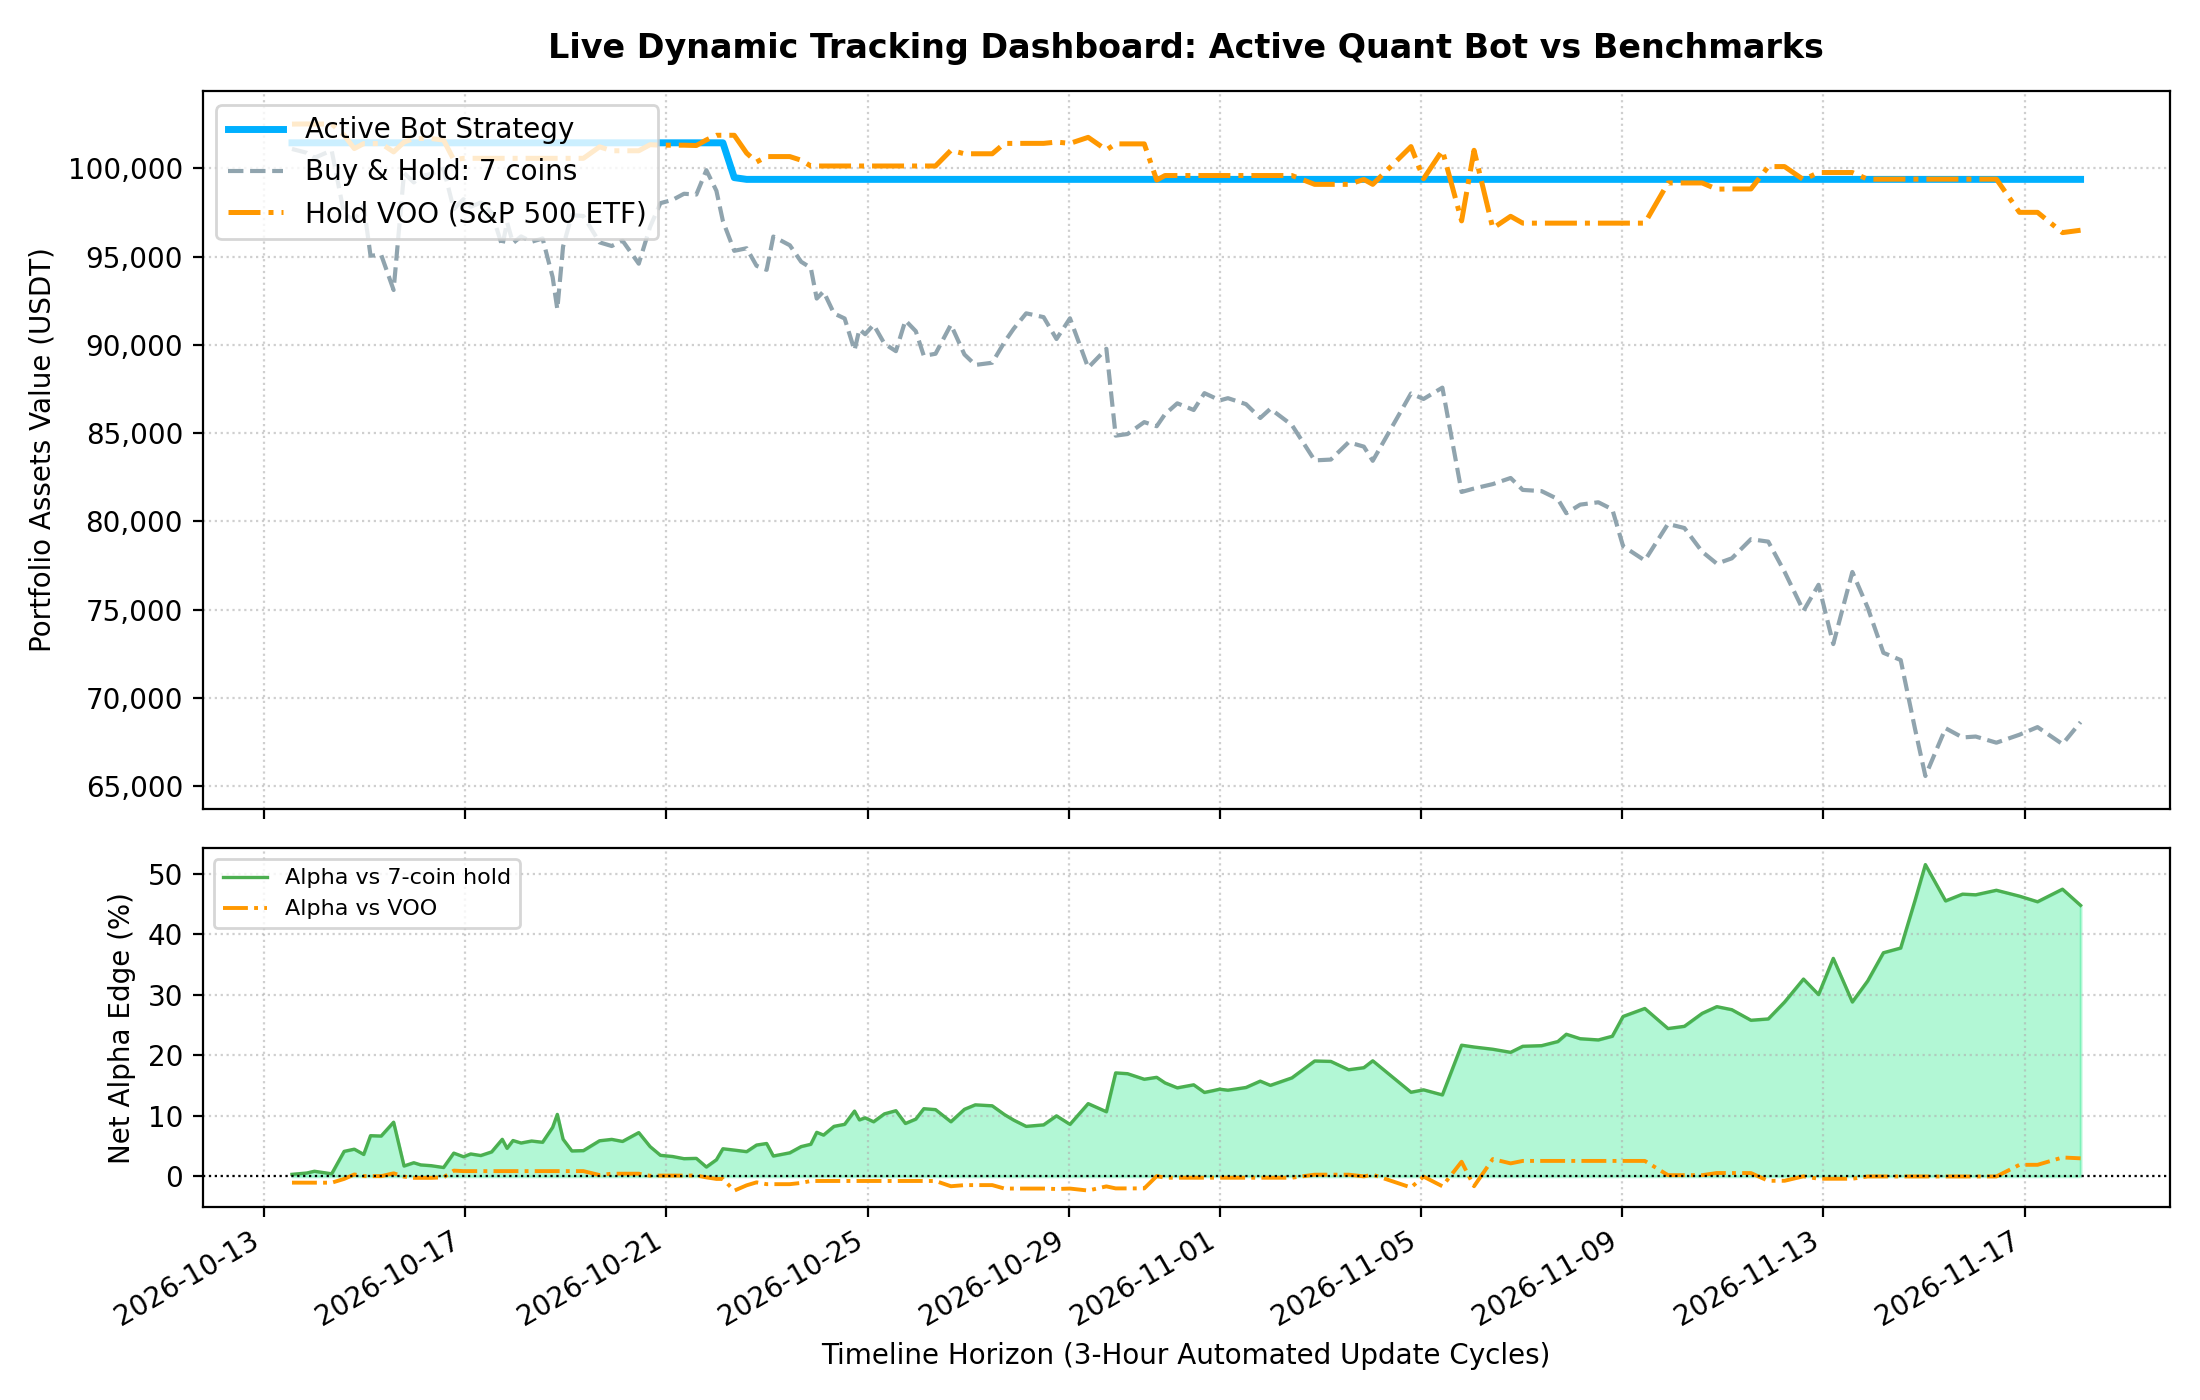 Live Dynamic Tracking Dashboard: Active Quant Bot vs Benchmarks
Active Bot Strategy
Buy & Hold: 7 coins
Hold VOO (S&P 500 ETF)
Portfolio Assets Value (USDT)
100,000
95,000
90,000
85,000
80,000
75,000
70,000
65,000
Alpha vs 7-coin hold
Alpha vs VOO
Net Alpha Edge (%)
50
40
30
20
10
0
2026-10-13
2026-10-17
2026-10-21
2026-10-25
2026-10-29
2026-11-01
2026-11-05
2026-11-09
2026-11-13
2026-11-17
Timeline Horizon (3-Hour Automated Update Cycles)